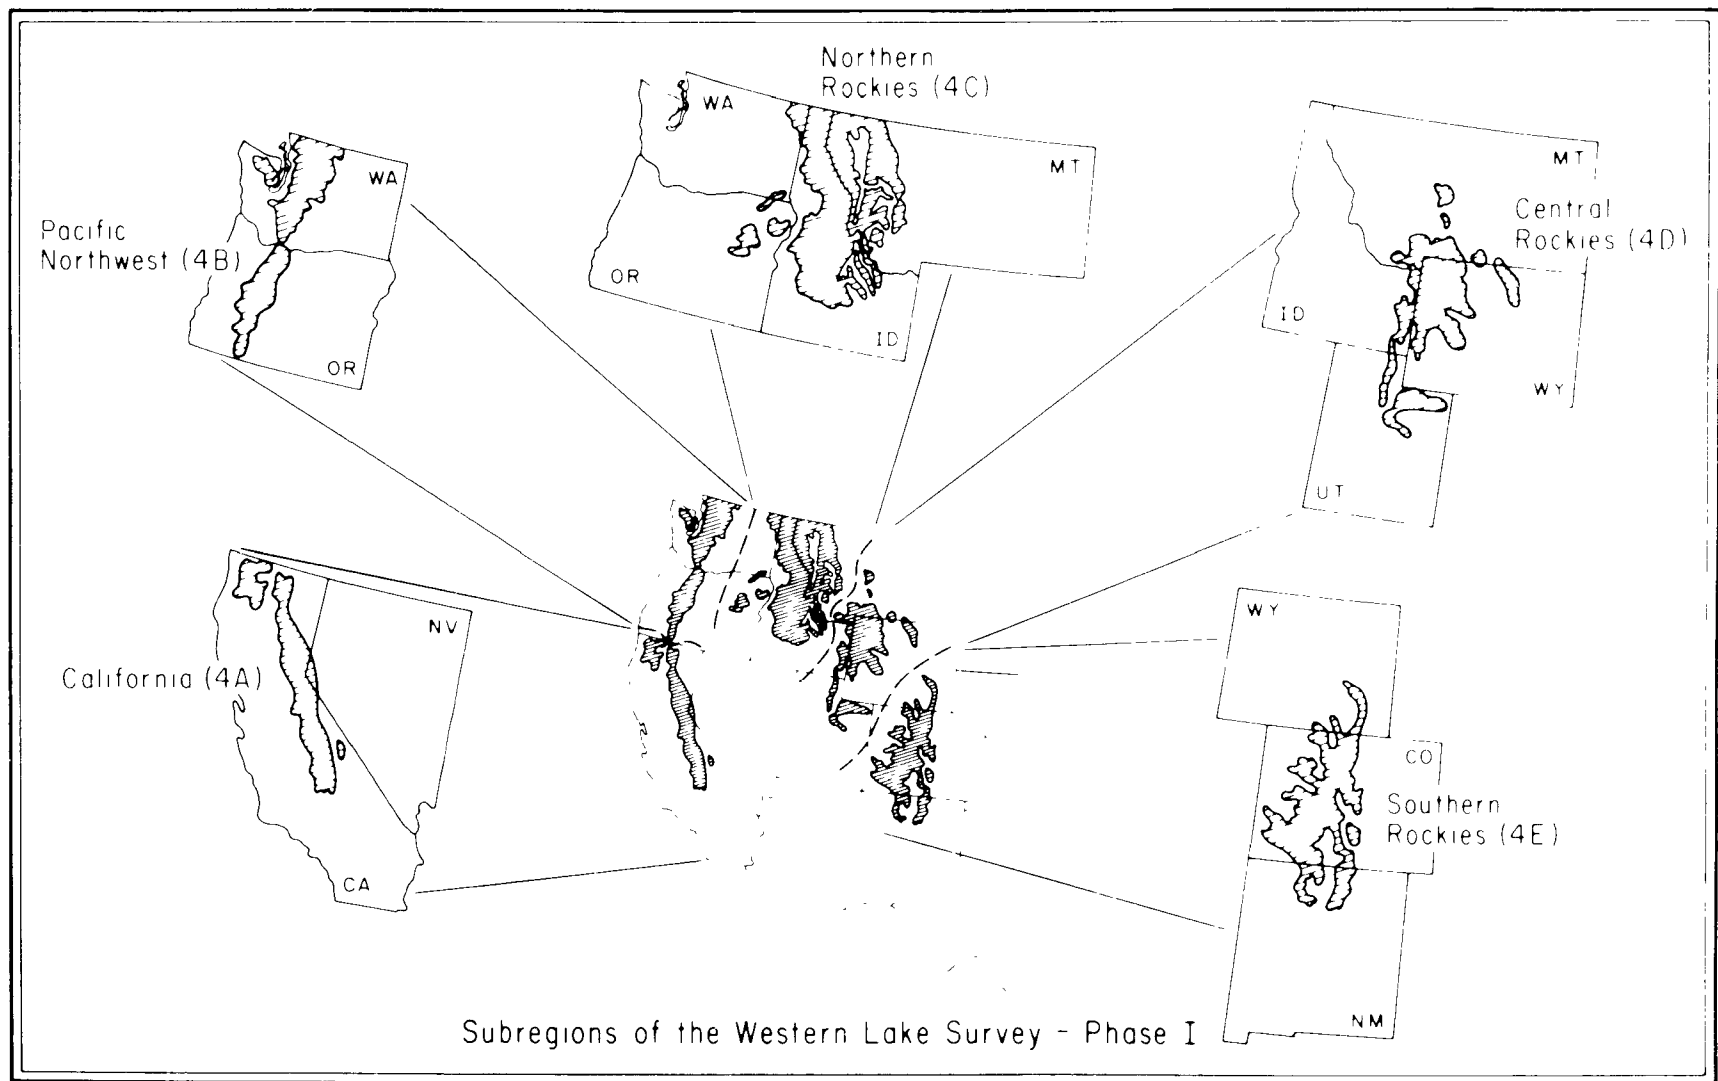 Northern
Rockies (4C)
WA
MT
OR
ID
WA
Pacific
Northwest (4B)
OR
MT
Central
Rockies (4D)
ID
WY
UT
NV
California (4A)
CA
WY
CO
Southern
Rockies (4E)
NM
Subregions of the Western Lake Survey - Phase I